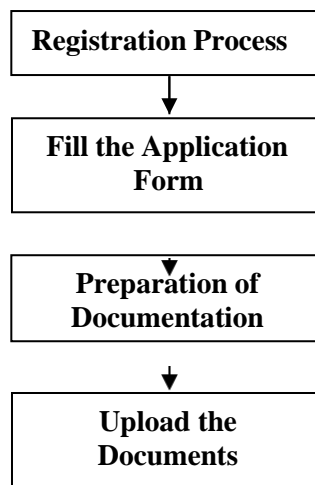 Registration Process
Fill the Application
Form
Preparation of
Documentation
Upload the
Documents